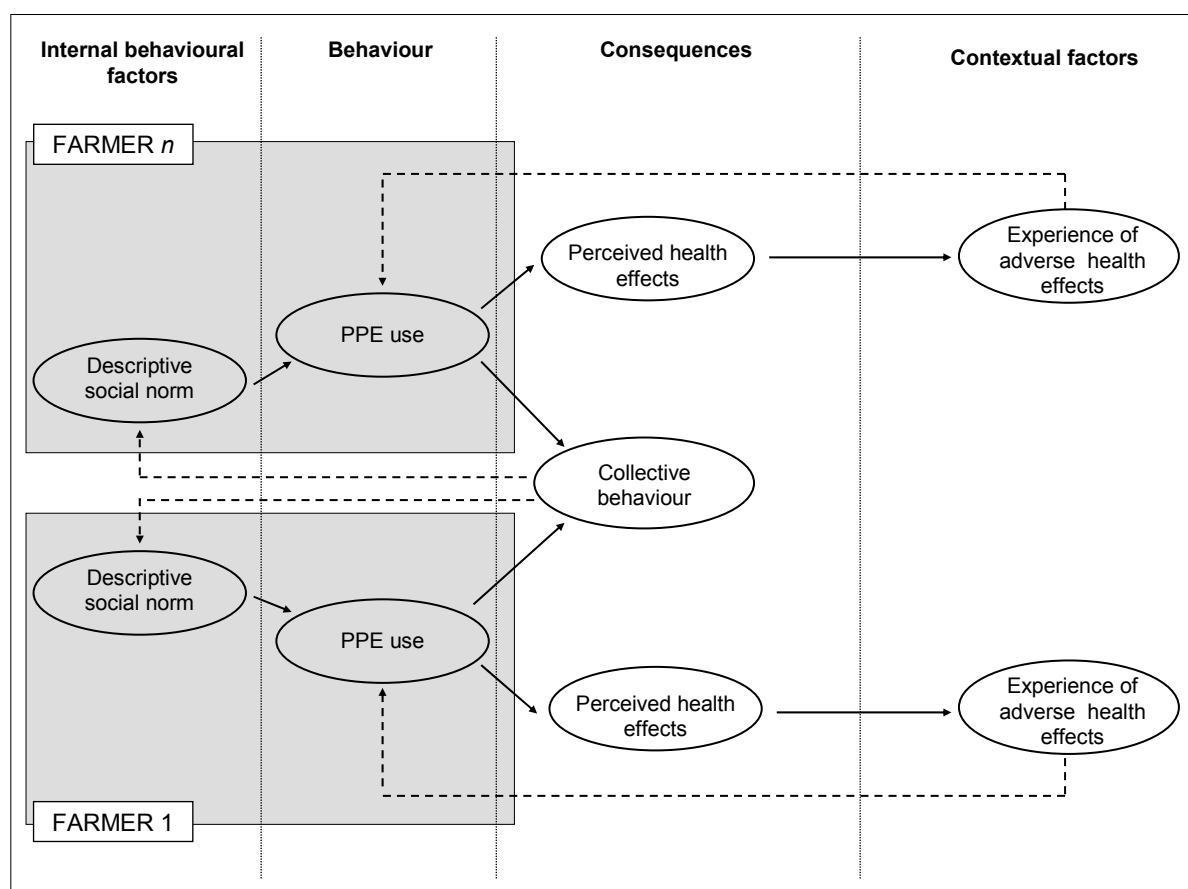 Internal behavioural
factors
Behaviour
Consequences
Contextual factors
FARMER n
Perceived health
effects
Experience of
adverse health
effects
PPE use
Descriptive
social norm
Collective
behaviour
Descriptive
social norm
PPE use
Perceived health
effects
Experience of
adverse health
effects
FARMER 1